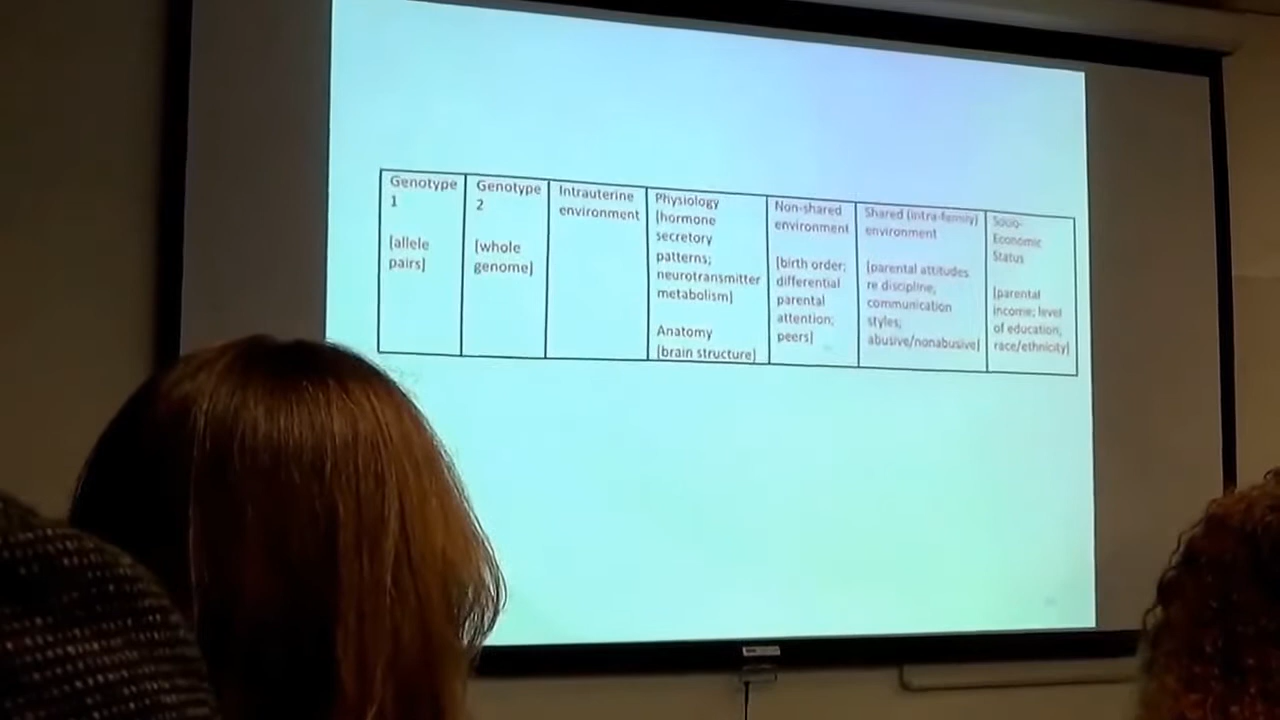 Genotype
1
[allele
pairs]
Genotype
2
[whole
genome]
Intrauterine
environment
Physiology
[hormone
secretory
patterns;
neurotransmitter
metabolism]
Anatomy
[brain structure]
Non-shared
environment
[birth order;
differential
parental
attention;
peers]
Shared (intra-family)
environment
[parental attitudes
re discipline;
communication
styles;
abusive/nonabusive]
Socio-
Economic
Status
[parental
income; level
of education;
race/ethnicity]